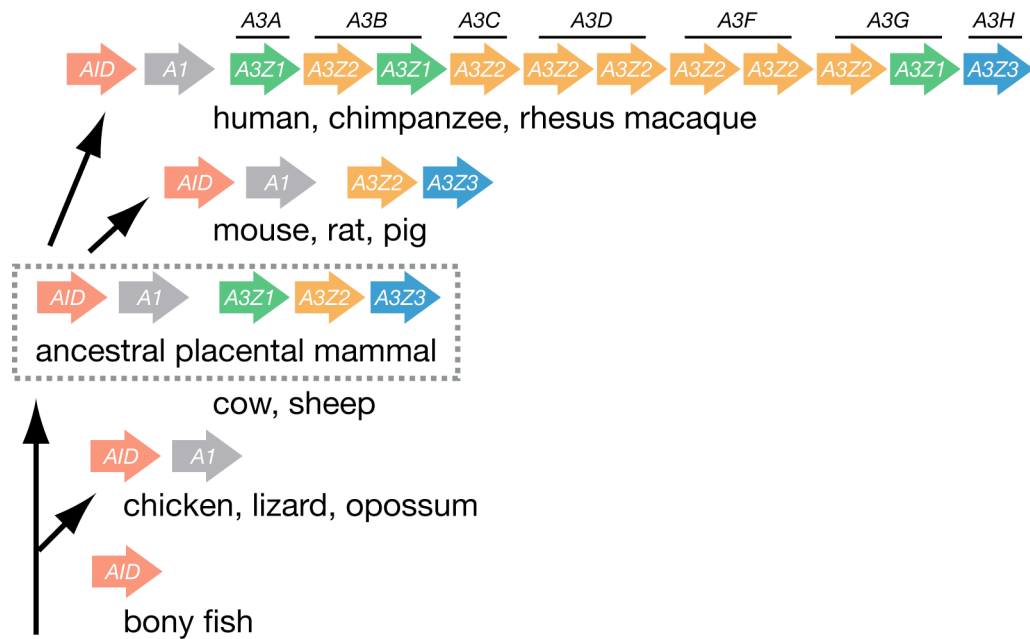 A3A A3B A3C A3D A3F A3G A3H
AID A1 A3Z1 A3Z2 A3Z1 A3Z2 A3Z2 A3Z2 A3Z2 A3Z2 A3Z2 A3Z1 A3Z3
human, chimpanzee, rhesus macaque
AID A1 A3Z2 A3Z3
mouse, rat, pig
AID A1 A3Z1 A3Z2 A3Z3
ancestral placental mammal
cow, sheep
AID A1
chicken, lizard, opossum
AID
bony fish